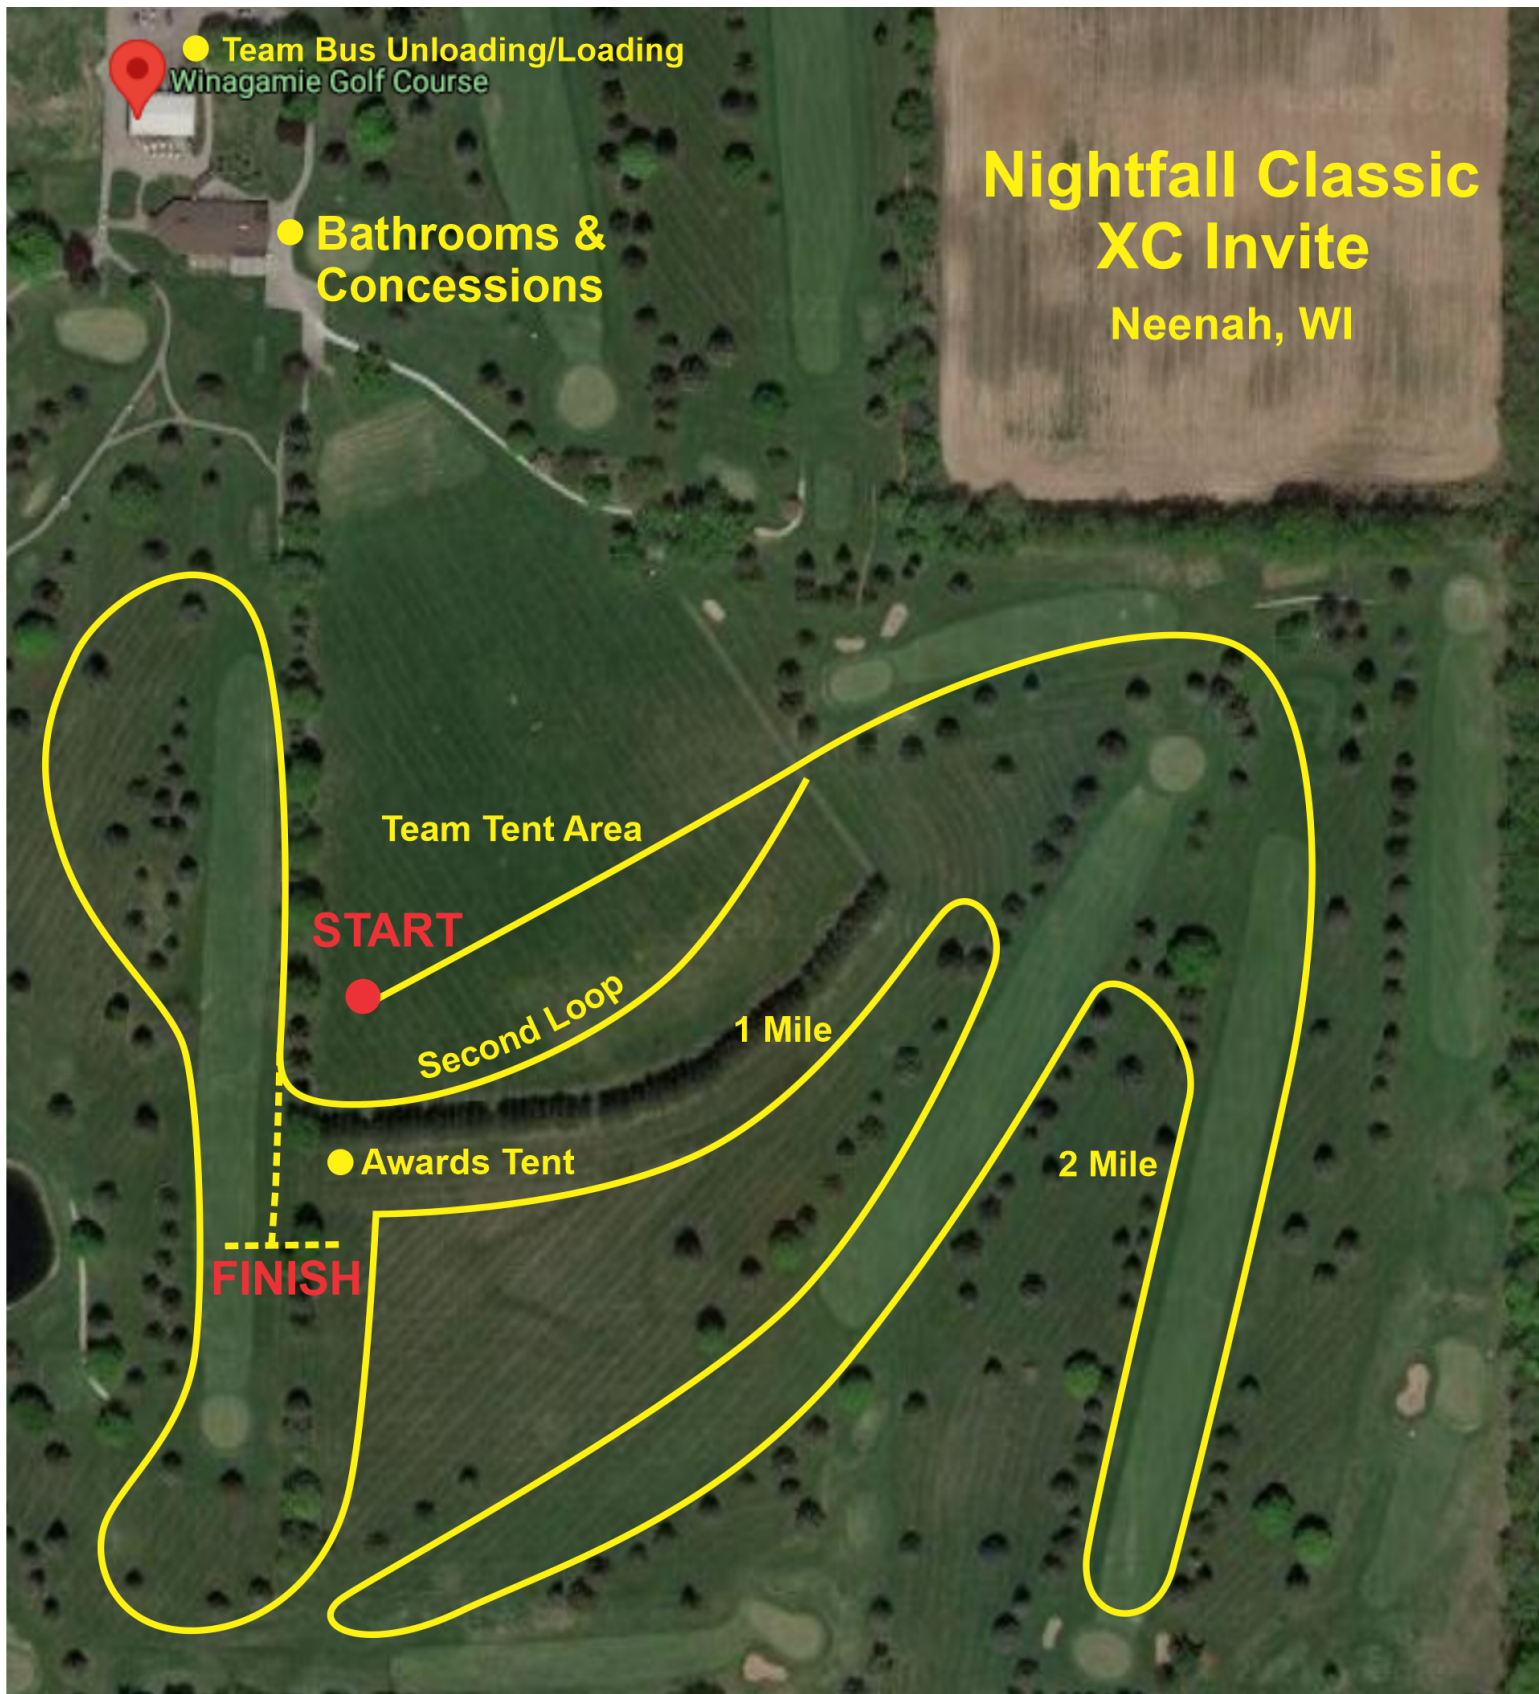 Team Bus Unloading/Loading
Winagamie Golf Course
Nightfall Classic
XC Invite
Neenah, WI
Bathrooms &
Concessions
Team Tent Area
START
Second Loop
1 Mile
Awards Tent
2 Mile
FINISH